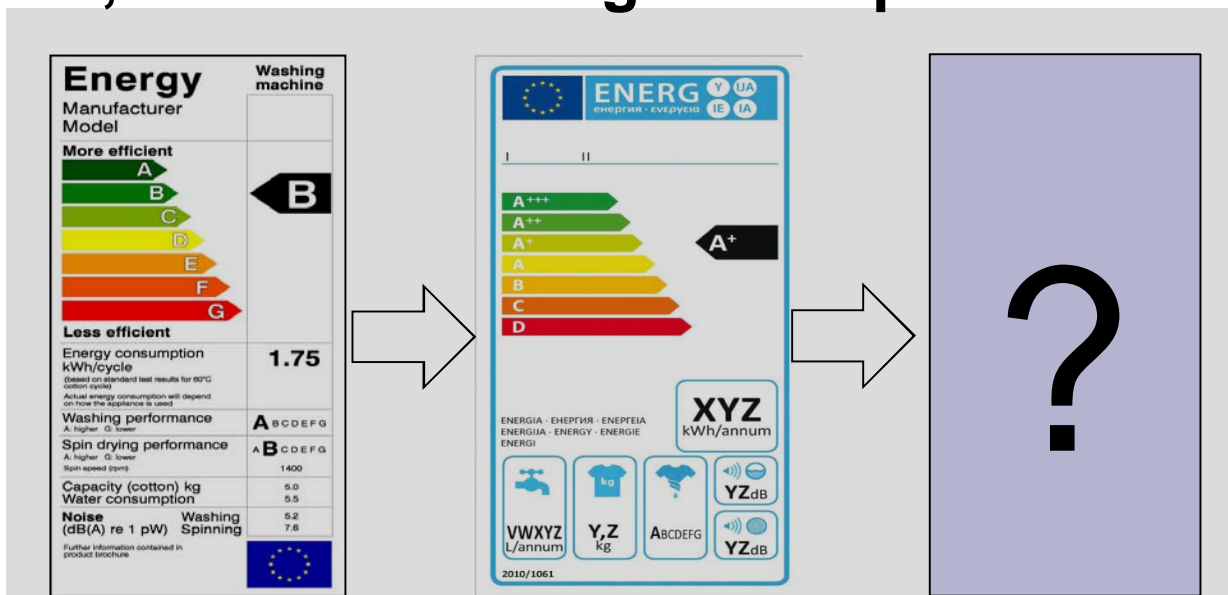 Energy
Washing machine
Manufacturer
Model
More efficient
A
B
C
D
E
F
G
B
Less efficient
Energy consumption
kWh/cycle
1.75
(based on standard test results for 60°C
cotton cycle)
Actual energy consumption will depend
on how the appliance is used
Washing performance
A: higher G: lower
ABCDEFG
Spin drying performance
A: higher G: lower
ABCDEFG
Spin speed (rpm)
1400
Capacity (cotton) kg
5.0
Water consumption
5.5
Noise Washing
5.2
(dB(A) re 1 pW) Spinning
7.6
Further information contained in
product brochure
ENERG Y IJA
енергия · ενεργεια IE IA
I II
A+++
A++
A+
A
B
C
D
A+
XYZ
kWh/annum
ENERGIA · ЕНЕРГИЯ · ΕΝΕΡΓΕΙΑ
ENERGIJA · ENERGY · ENERGIE
ENERGI
VWXYZ
L/annum
kg
Y,Z
kg
ABCDEFG
YZdB
YZdB
2010/1061
?